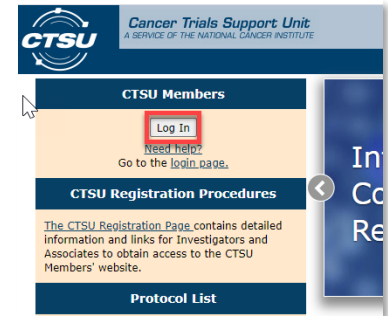 CTSU
Cancer Trials Support Unit
A SERVICE OF THE NATIONAL CANCER INSTITUTE
CTSU Members
Log In
Need help?
Go to the login page.
CTSU Registration Procedures
The CTSU Registration Page contains detailed
information and links for Investigators and
Associates to obtain access to the CTSU
Members' website.
Protocol List
In
Co
Re